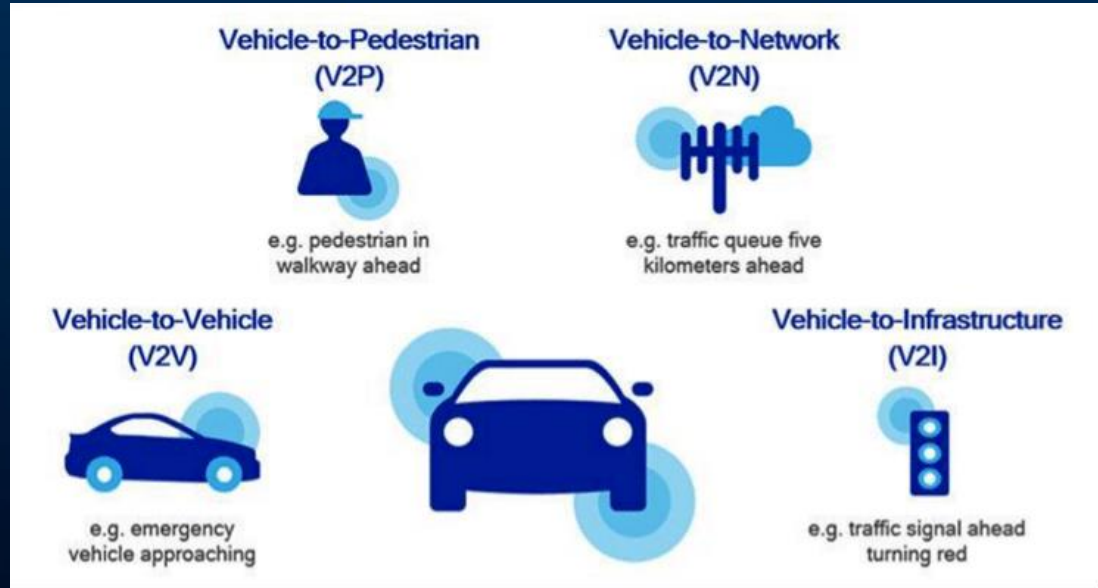 Vehicle-to-Pedestrian
(V2P)
e.g. pedestrian in
walkway ahead
Vehicle-to-Network
(V2N)
e.g. traffic queue five
kilometers ahead
Vehicle-to-Vehicle
(V2V)
e.g. emergency
vehicle approaching
Vehicle-to-Infrastructure
(V2I)
e.g. traffic signal ahead
turning red